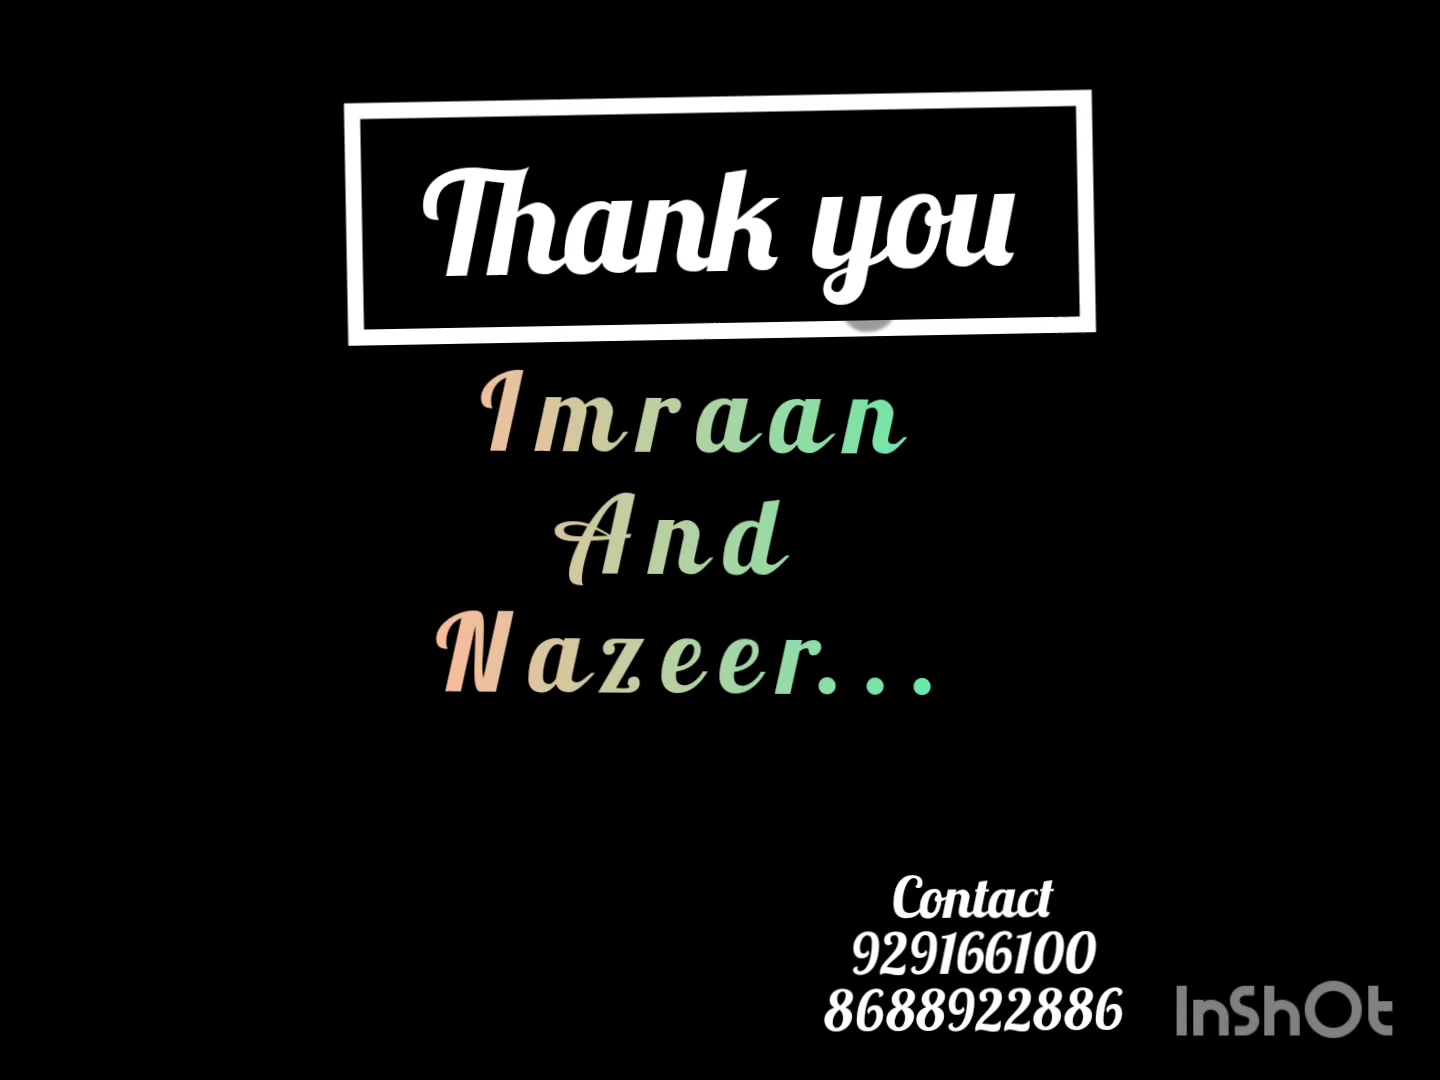 Thank you
Imraan
And
Nazeer...
Contact
929166100
8688922886
InShOt